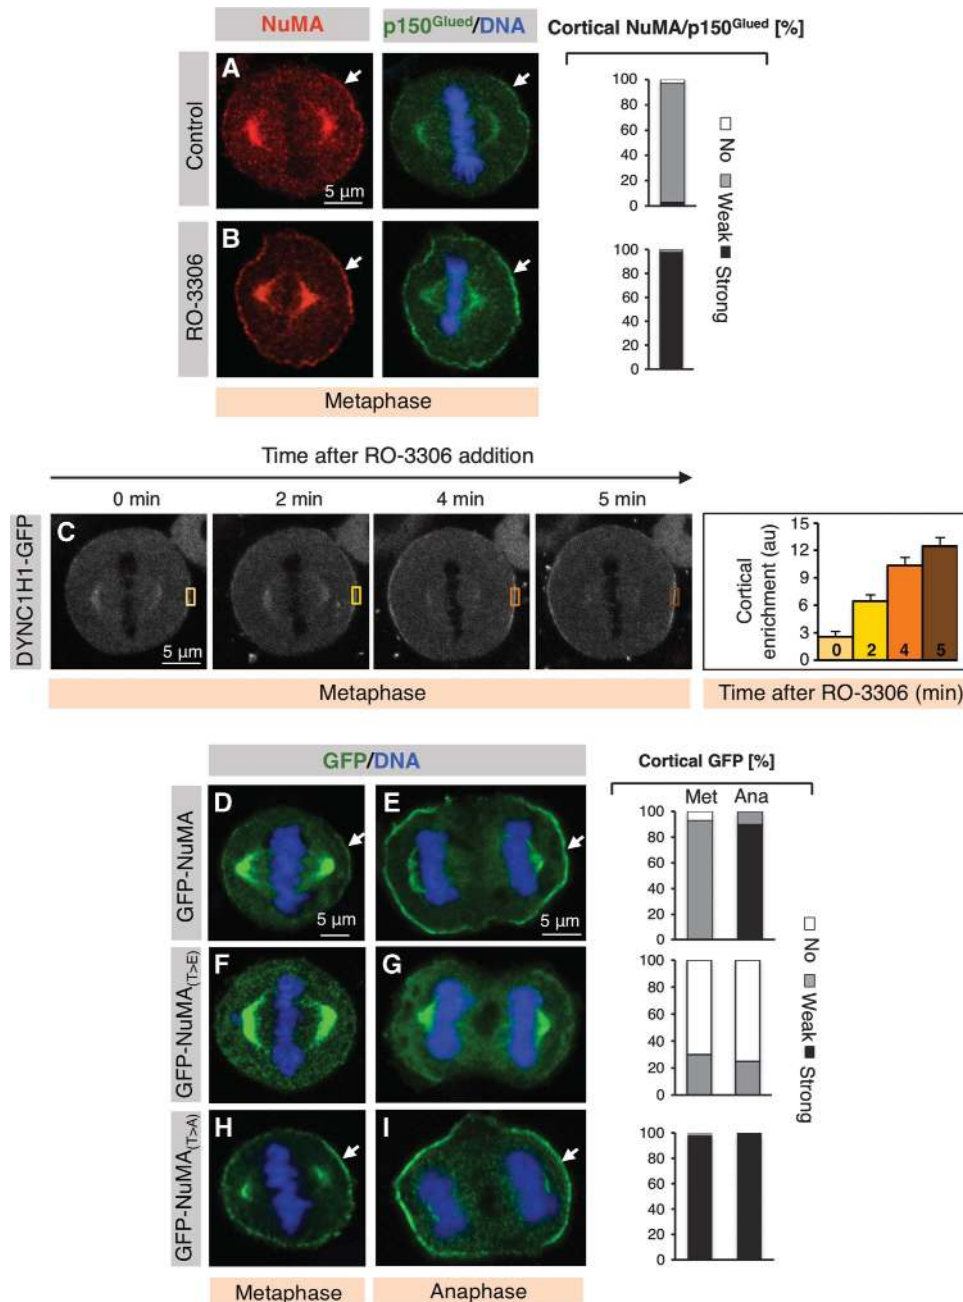 NuMA
p150Glued/DNA
Cortical NuMA/p150Glued [%]
Control
A
5 µm
100
80
60
40
20
0
No
Weak
Strong
RO-3306
B
100
80
60
40
20
0
Metaphase
Time after RO-3306 addition
0 min
2 min
4 min
5 min
DYNC1H1-GFP
C
5 µm
Cortical
enrichment (au)
15
12
9
6
3
0
0
2
4
5
Metaphase
Time after RO-3306 (min)
GFP/DNA
Cortical GFP [%]
Met
Ana
GFP-NuMA
D
5 µm
E
5 µm
100
80
60
40
20
0
No
Weak
Strong
GFP-NuMA(T>E)
F
G
100
80
60
40
20
0
GFP-NuMA(T>A)
H
I
100
80
60
40
20
0
Metaphase
Anaphase